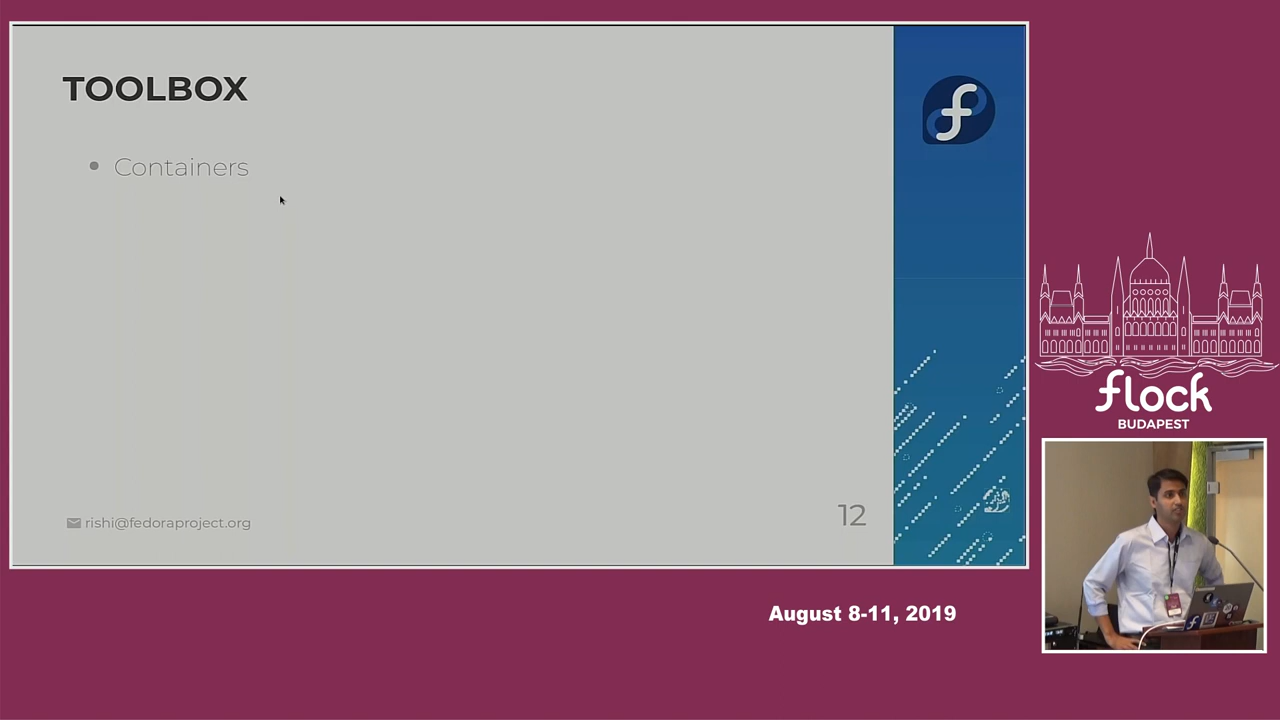 TOOLBOX
• Containers
rishi@fedoraproject.org
12
flock
BUDAPEST
August 8-11, 2019